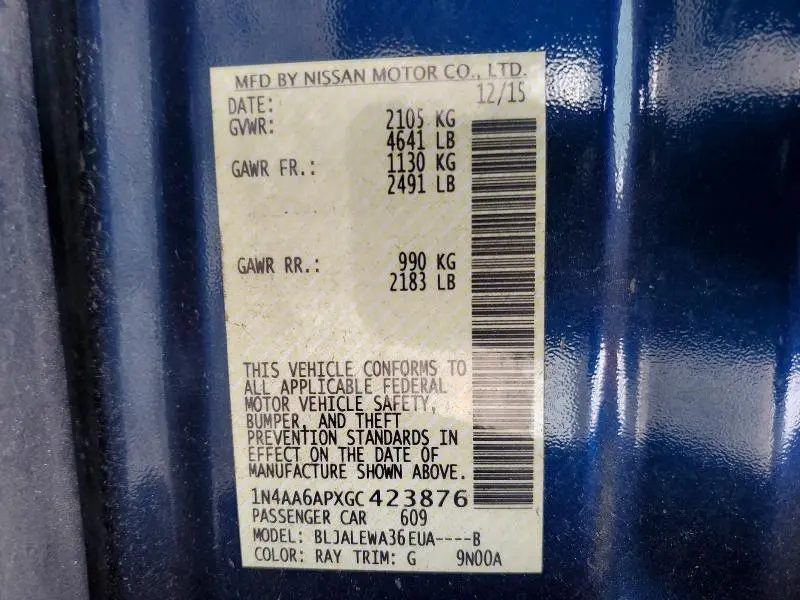 MFD BY NISSAN MOTOR CO., LTD.
DATE: 12/15
GVWR: 2105 KG
4641 LB
GAWR FR.: 1130 KG
2491 LB
GAWR RR.: 990 KG
2183 LB
THIS VEHICLE CONFORMS TO
ALL APPLICABLE FEDERAL
MOTOR VEHICLE SAFETY,
BUMPER, AND THEFT
PREVENTION STANDARDS IN
EFFECT ON THE DATE OF
MANUFACTURE SHOWN ABOVE.
1N4AA6APXGC423876
PASSENGER CAR 609
MODEL: BLJALEWA36EUA----B
COLOR: RAY TRIM: G 9N00A